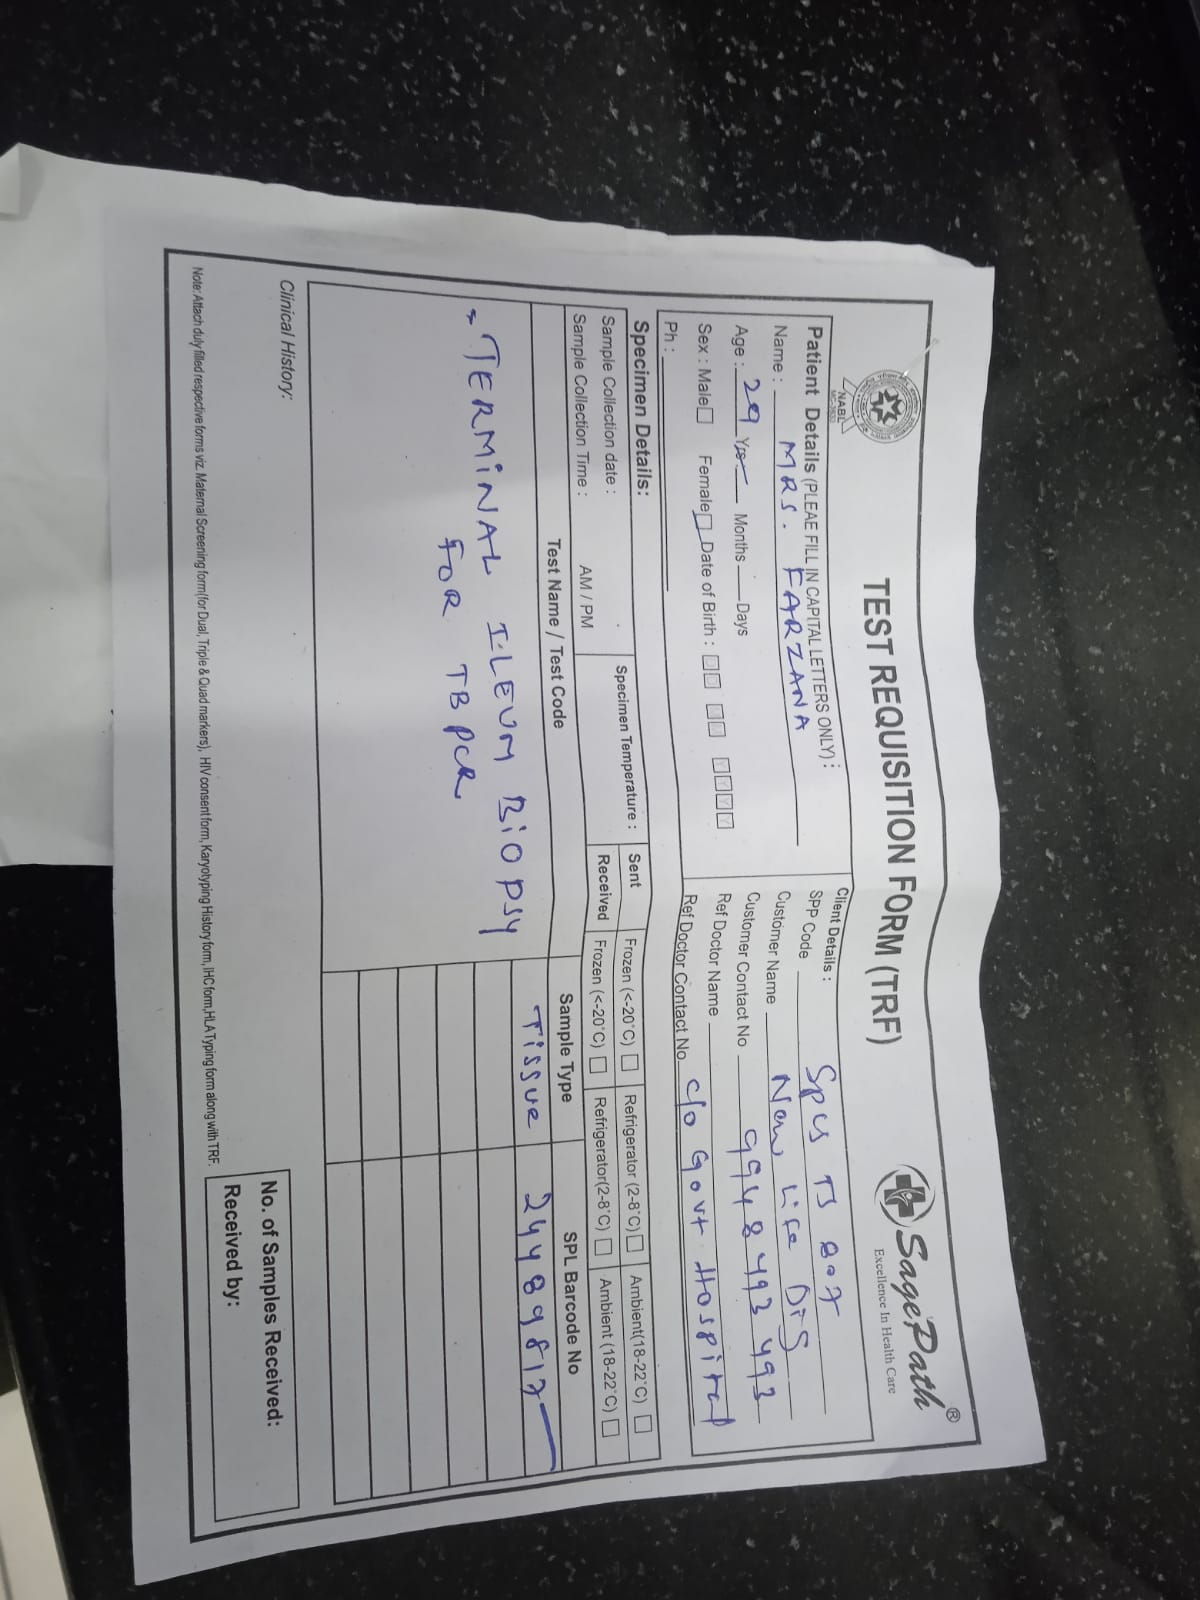 TEST REQUISITION FORM (TRF)
SagePath®
Excellence In Health Care
NABL
Patient Details (PLEAE FILL IN CAPITAL LETTERS ONLY) :
Name : MRS. FARZANA
Age : 29 Yrs Months Days
Sex : Male Female Date of Birth : Y Y Y Y
Ph :
Client Details :
SPP Code SPLS TS 807
Customer Name New Life DIS
Customer Contact No 9948493493
Ref Doctor Name
Ref Doctor Contact No. C/o Govt Hospital
Specimen Details:
Sample Collection date :
Sample Collection Time : AM / PM
Specimen Temperature :
Sent Frozen (<-20°C) Refrigerator (2-8°C) Ambient(18-22°C)
Received Frozen (<-20°C) Refrigerator(2-8°C) Ambient (18-22°C)
Test Name / Test Code Sample Type SPL Barcode No
- TERMINAL ILEUM BIOPSY Tissue 24489817
FOR TB PCR
Clinical History:
No. of Samples Received:
Received by:
Note: Attach duly filled respective forms viz. Maternal Screening form(for Dual, Triple & Quad markers), HIV consent form, Karyotyping History form, IHC form,HLA Typing form along with TRF.